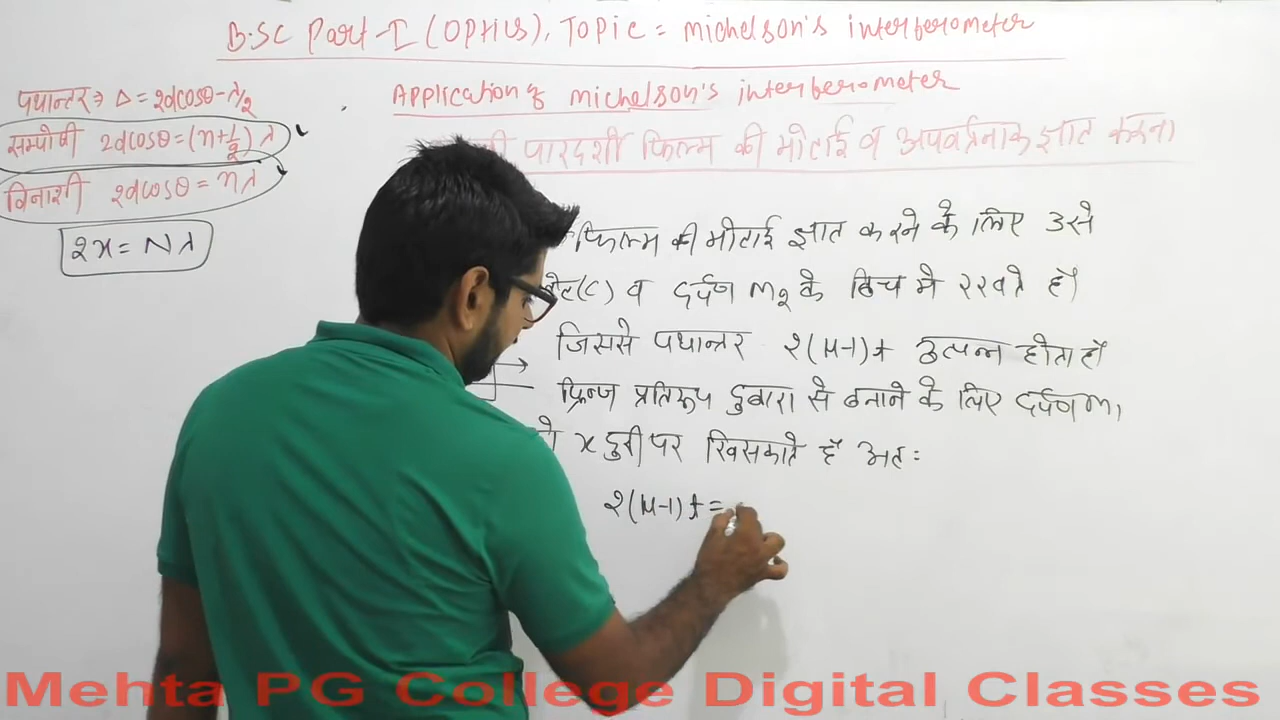 B.SC Part-I (OPtics), Topic = michelson's interferometer
Application of michelson's interferometer
पारदर्शी फिल्म की मोटाई व अपवर्तनांक ज्ञात करना
पथान्तर ⇒ Δ = 2dcosθ - λ/2
सम्पोषी 2dcosθ = (n+1/2) λ
विनाशी 2dcosθ = nλ
2x = Nλ
फिल्म की मोटाई ज्ञात करने के लिए उसे
(C) व दर्पण m2 के बिच मे रखते हैं
जिससे पथान्तर 2(μ-1)t उत्पन्न होता हैं
फ्रिन्ज प्रतिरूप दुबारा से बनाने के लिए दर्पण m1
x दुरी पर खिसकाते हैं अतः
2(μ-1)t =
Mehta PG College Digital Classes